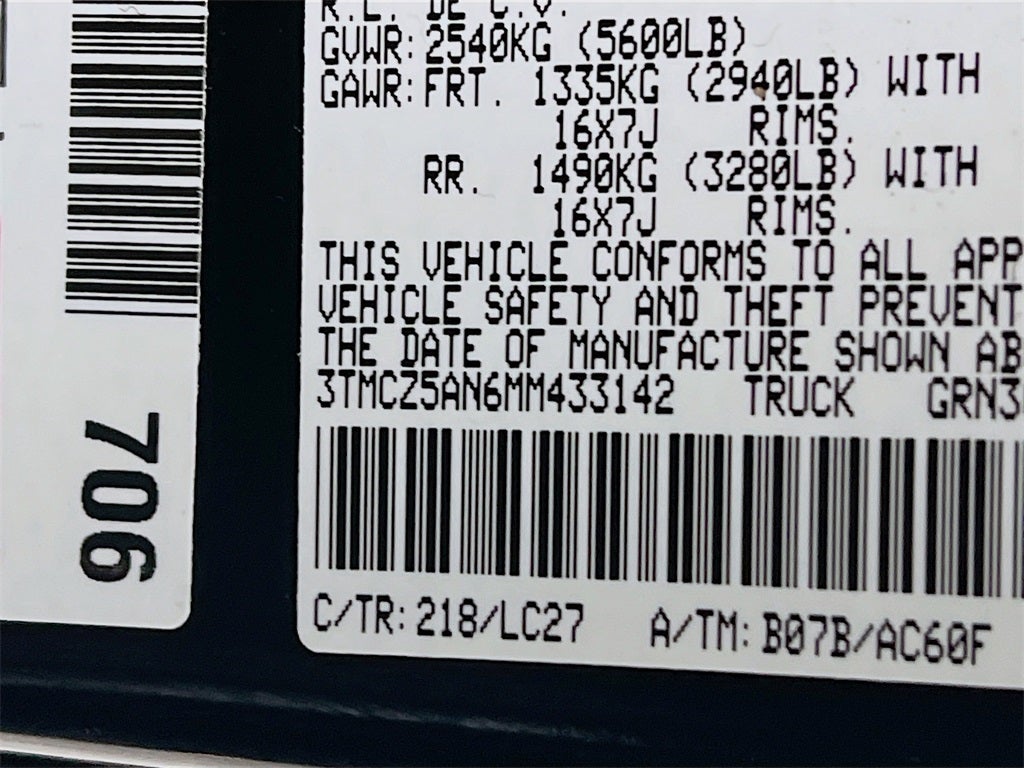 R.L. DE C.V.
GVWR: 2540KG (5600LB)
GAWR: FRT. 1335KG (2940LB) WITH
16X7J RIMS.
RR. 1490KG (3280LB) WITH
16X7J RIMS.
THIS VEHICLE CONFORMS TO ALL APP
VEHICLE SAFETY AND THEFT PREVENT
THE DATE OF MANUFACTURE SHOWN AB
3TMCZ5AN6MM433142 TRUCK GRN3
C/TR: 218/LC27 A/TM: B07B/AC60F
706